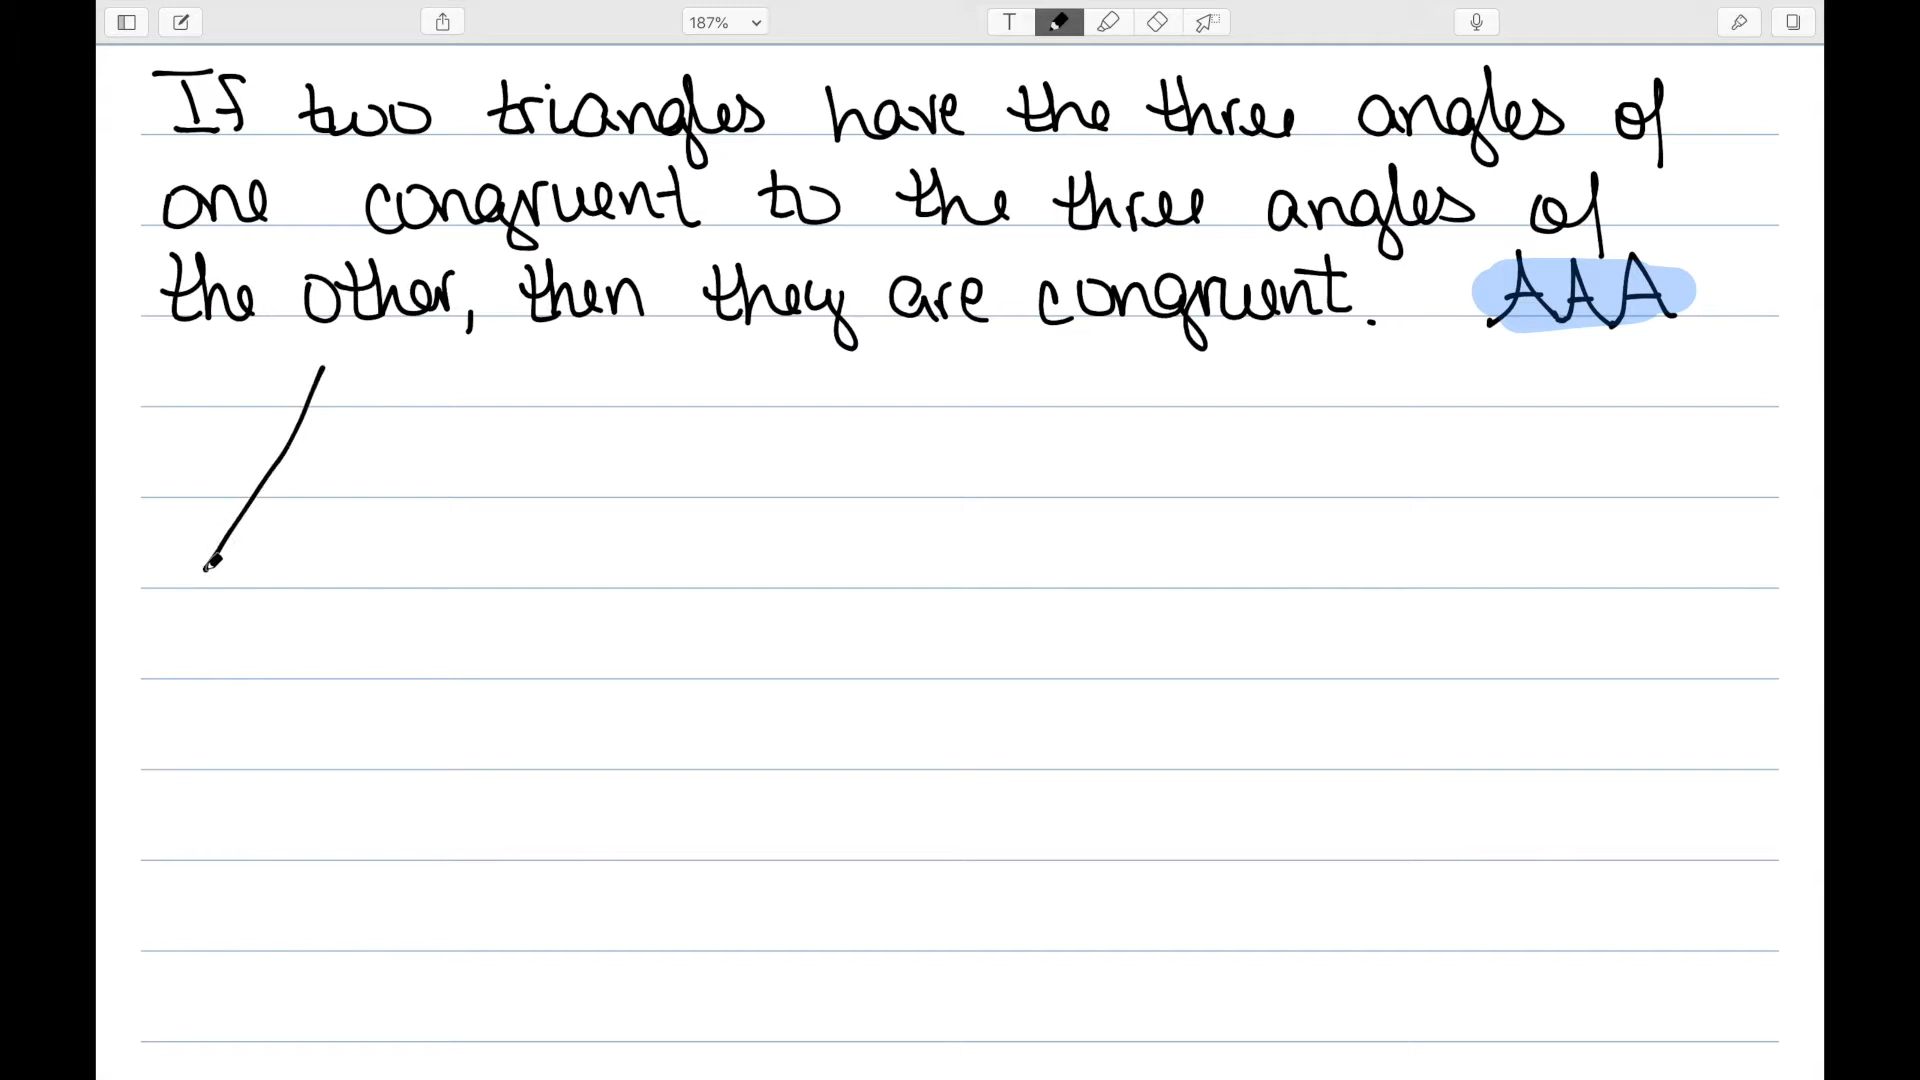 187%
T
If two triangles have the three angles of
one congruent to the three angles of
the other, then they are congruent. AAA